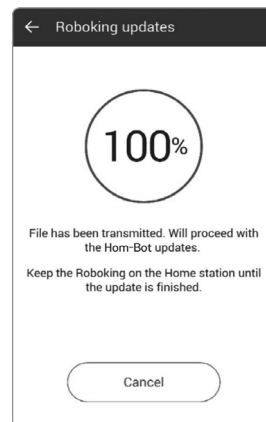 Roboking updates
100%
File has been transmitted. Will proceed with
the Hom-Bot updates.
Keep the Roboking on the Home station until
the update is finished.
Cancel